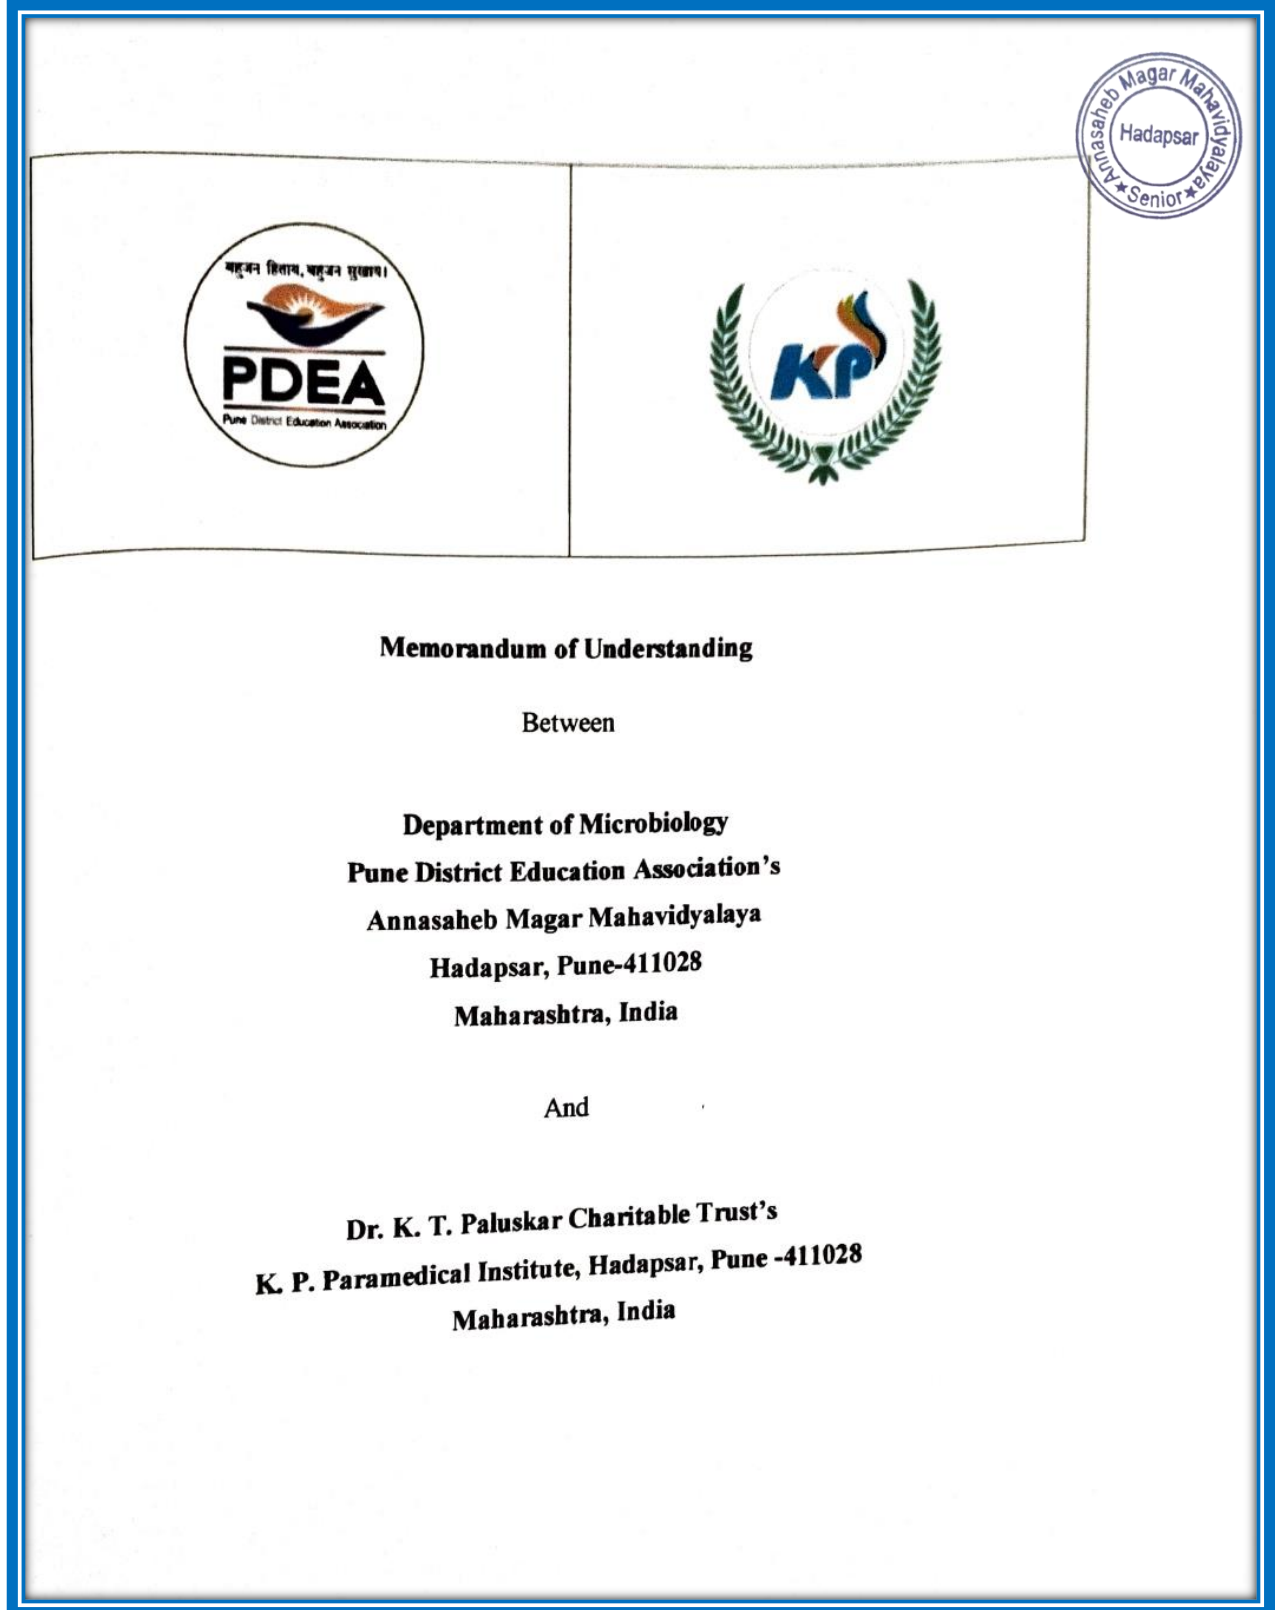 Annasaheb Magar Mahavidyalaya
Hadapsar
★ Senior ★
बहुजन हिताय, बहुजन सुखाय।
PDEA
Pune District Education Association
KP
Memorandum of Understanding
Between
Department of Microbiology
Pune District Education Association's
Annasaheb Magar Mahavidyalaya
Hadapsar, Pune-411028
Maharashtra, India
And
Dr. K. T. Paluskar Charitable Trust's
K. P. Paramedical Institute, Hadapsar, Pune -411028
Maharashtra, India